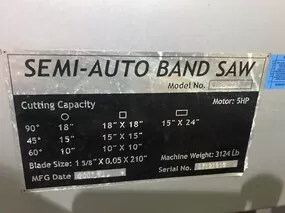 SEMI-AUTO BAND SAW
Model No.
Cutting Capacity
Motor: 5HP
90° 18" 18" X 18" 15" X 24"
45° 15" 15" X 15"
60° 10" 10" X 10"
Blade Size: 1 5/8" X 0.05 X 210"
Machine Weight: 3124 Lb
MFG Date
Serial No.